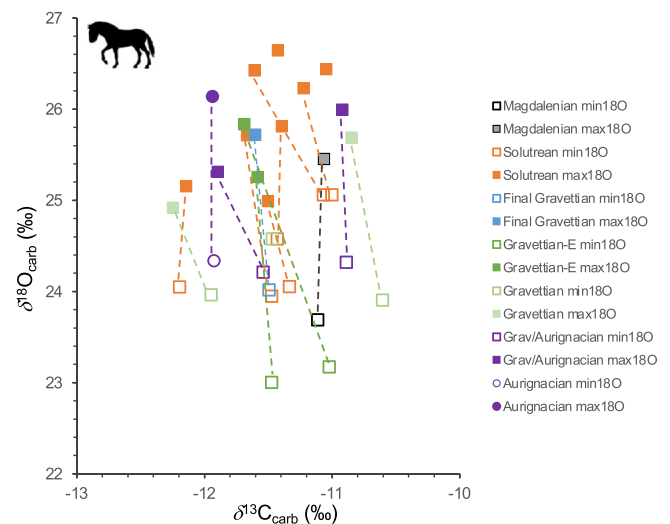 27
26
25
24
23
22
-13
-12
-11
-10
δ18Ocarb (‰)
δ13Ccarb (‰)
Magdalenian min18O
Magdalenian max18O
Solutrean min18O
Solutrean max18O
Final Gravettian min18O
Final Gravettian max18O
Gravettian-E min18O
Gravettian-E max18O
Gravettian min18O
Gravettian max18O
Grav/Aurignacian min18O
Grav/Aurignacian max18O
Aurignacian min18O
Aurignacian max18O